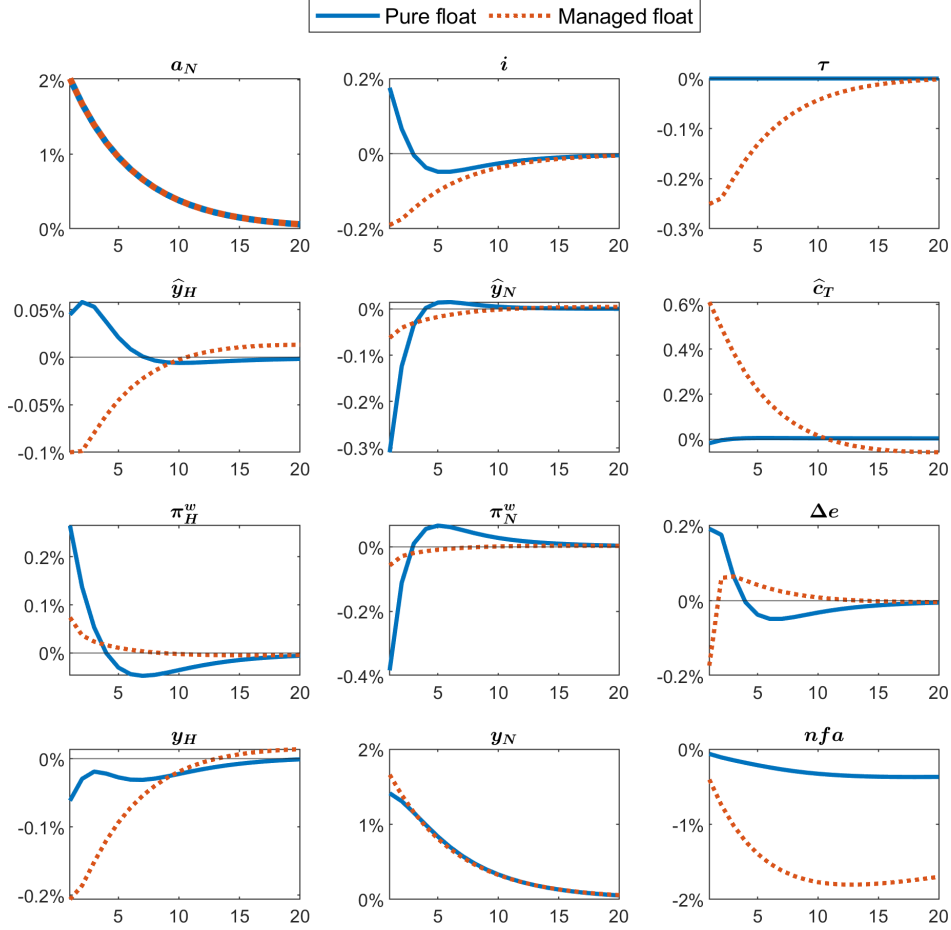 Pure float Managed float
a_N i τ
2% 1% 0% 5 10 15 20
0.2% 0% -0.2% 5 10 15 20
0% -0.1% -0.2% -0.3% 5 10 15 20
ŷ_H ŷ_N ĉ_T
0.05% 0% -0.05% -0.1% 5 10 15 20
0% -0.1% -0.2% -0.3% 5 10 15 20
0.6% 0.4% 0.2% 0% 5 10 15 20
π_H^w π_N^w Δe
0.2% 0.1% 0% 5 10 15 20
0% -0.2% -0.4% 5 10 15 20
0.2% 0% -0.2% 5 10 15 20
y_H y_N nfa
0% -0.1% -0.2% 5 10 15 20
2% 1% 0% 5 10 15 20
0% -1% -2% 5 10 15 20